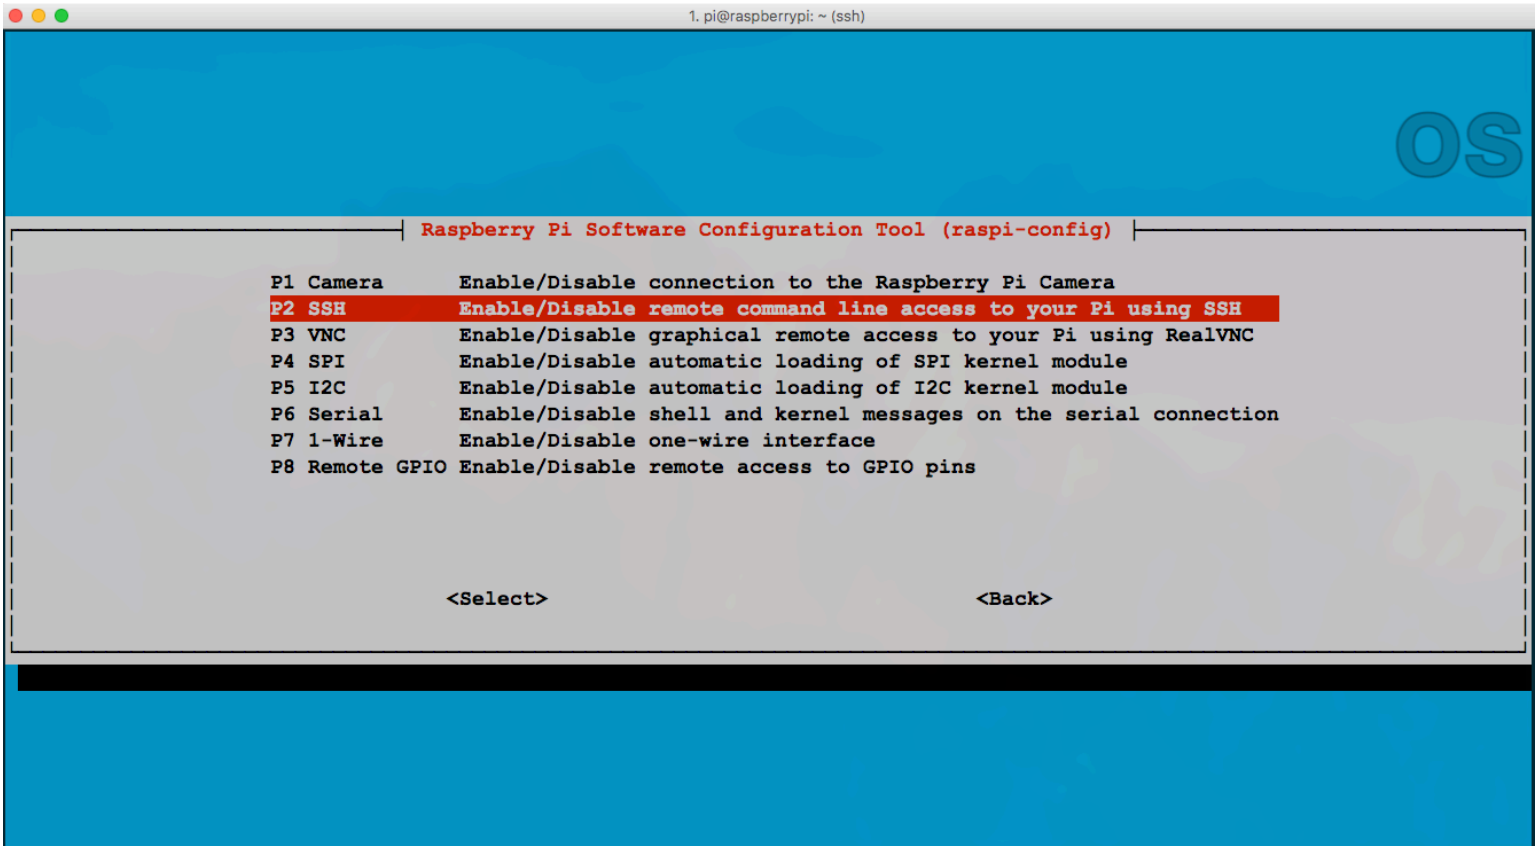 1. pi@raspberrypi: ~ (ssh)
OS
Raspberry Pi Software Configuration Tool (raspi-config)
P1 Camera Enable/Disable connection to the Raspberry Pi Camera
P2 SSH Enable/Disable remote command line access to your Pi using SSH
P3 VNC Enable/Disable graphical remote access to your Pi using RealVNC
P4 SPI Enable/Disable automatic loading of SPI kernel module
P5 I2C Enable/Disable automatic loading of I2C kernel module
P6 Serial Enable/Disable shell and kernel messages on the serial connection
P7 1-Wire Enable/Disable one-wire interface
P8 Remote GPIO Enable/Disable remote access to GPIO pins
<Select> <Back>